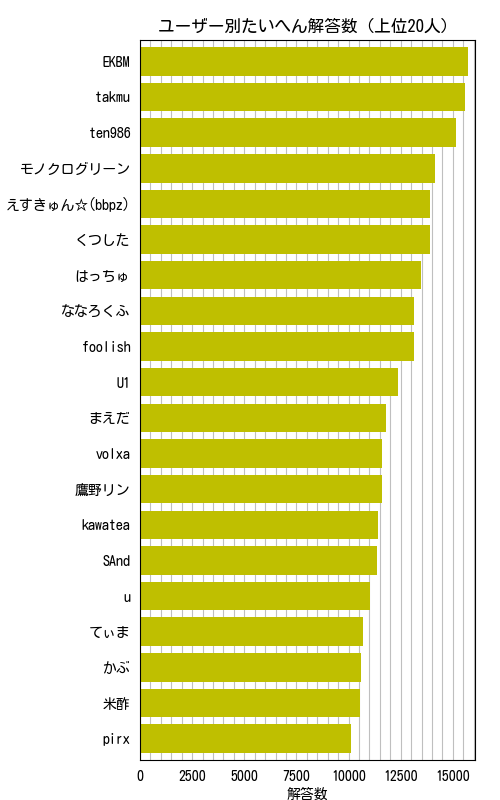 ユーザー別たいへん解答数（上位20人）
EKBM
takmu
ten986
モノクログリーン
えすきゅん☆(bbpz)
くつした
はっちゅ
ななろくふ
foolish
U1
まえだ
volxa
鷹野リン
kawatea
SAnd
u
てぃま
かぶ
米酢
pirx
0 2500 5000 7500 10000 12500 15000
解答数